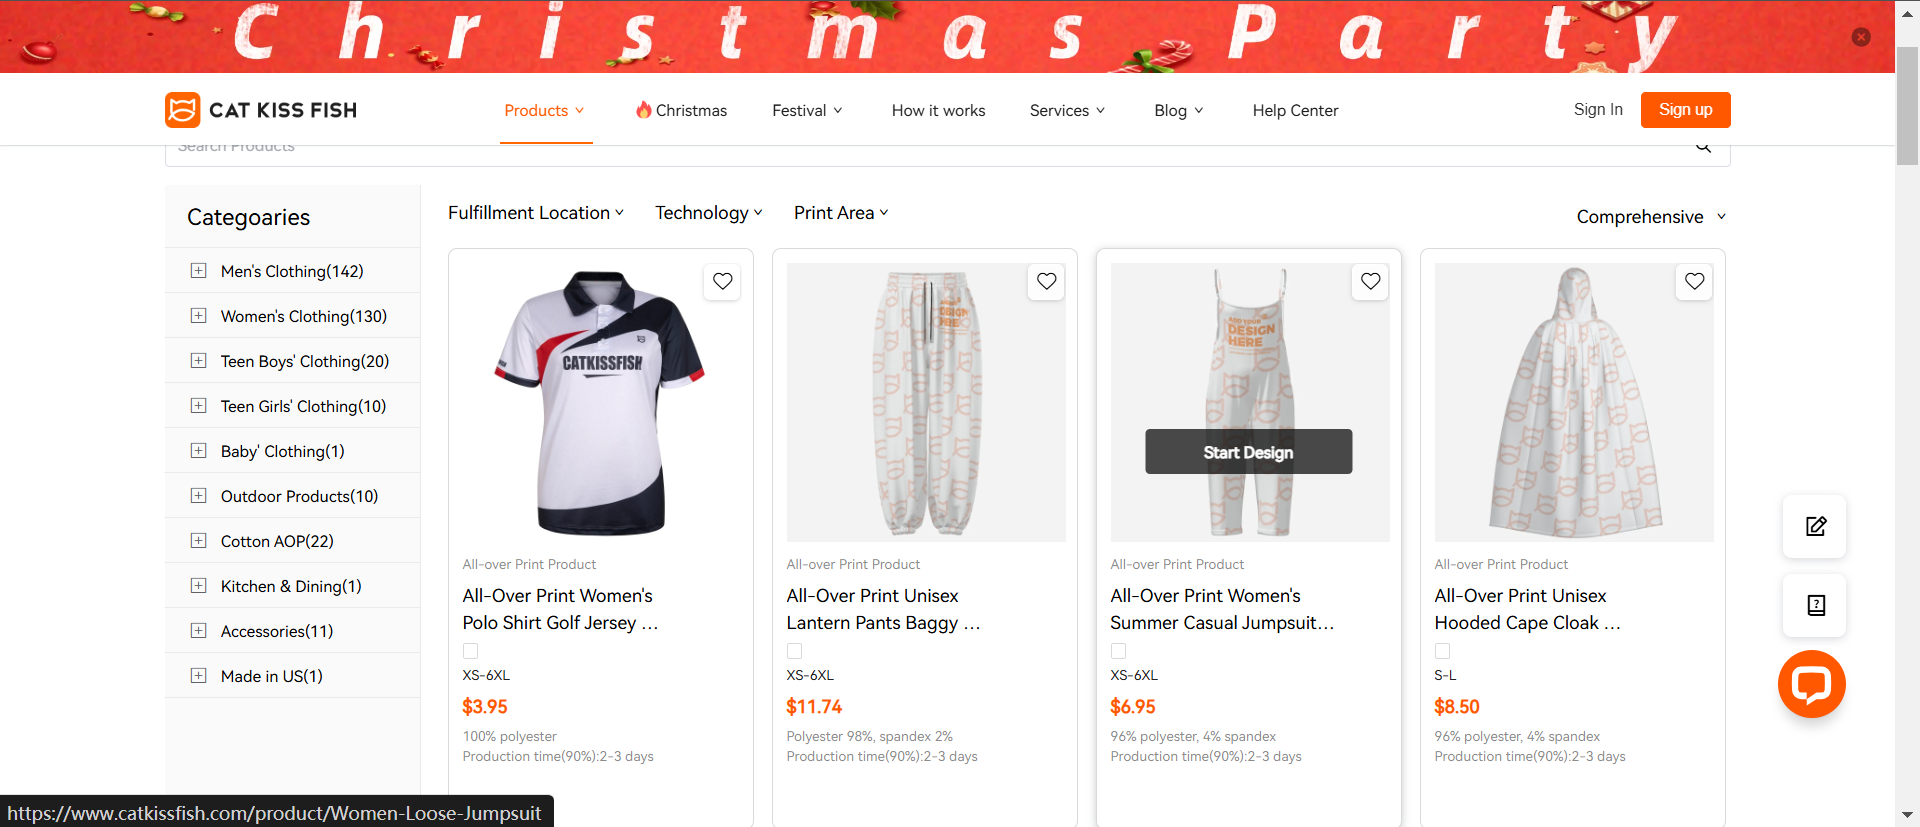 Christmas Party
CAT KISS FISH
Products
Christmas
Festival
How it works
Services
Blog
Help Center
Sign In
Sign up
Search Products
Categoaries
Men's Clothing(142)
Women's Clothing(130)
Teen Boys' Clothing(20)
Teen Girls' Clothing(10)
Baby' Clothing(1)
Outdoor Products(10)
Cotton AOP(22)
Kitchen & Dining(1)
Accessories(11)
Made in US(1)
Fulfillment Location
Technology
Print Area
Comprehensive
CATKISSFISH
All-over Print Product
All-Over Print Women's
Polo Shirt Golf Jersey ...
XS-6XL
$3.95
100% polyester
Production time(90%):2-3 days
DESIGN
HERE
All-over Print Product
All-Over Print Unisex
Lantern Pants Baggy ...
XS-6XL
$11.74
Polyester 98%, spandex 2%
Production time(90%):2-3 days
ADD YOUR
DESIGN
HERE
Start Design
All-over Print Product
All-Over Print Women's
Summer Casual Jumpsuit...
XS-6XL
$6.95
96% polyester, 4% spandex
Production time(90%):2-3 days
All-over Print Product
All-Over Print Unisex
Hooded Cape Cloak ...
S-L
$8.50
96% polyester, 4% spandex
Production time(90%):2-3 days
https://www.catkissfish.com/product/Women-Loose-Jumpsuit